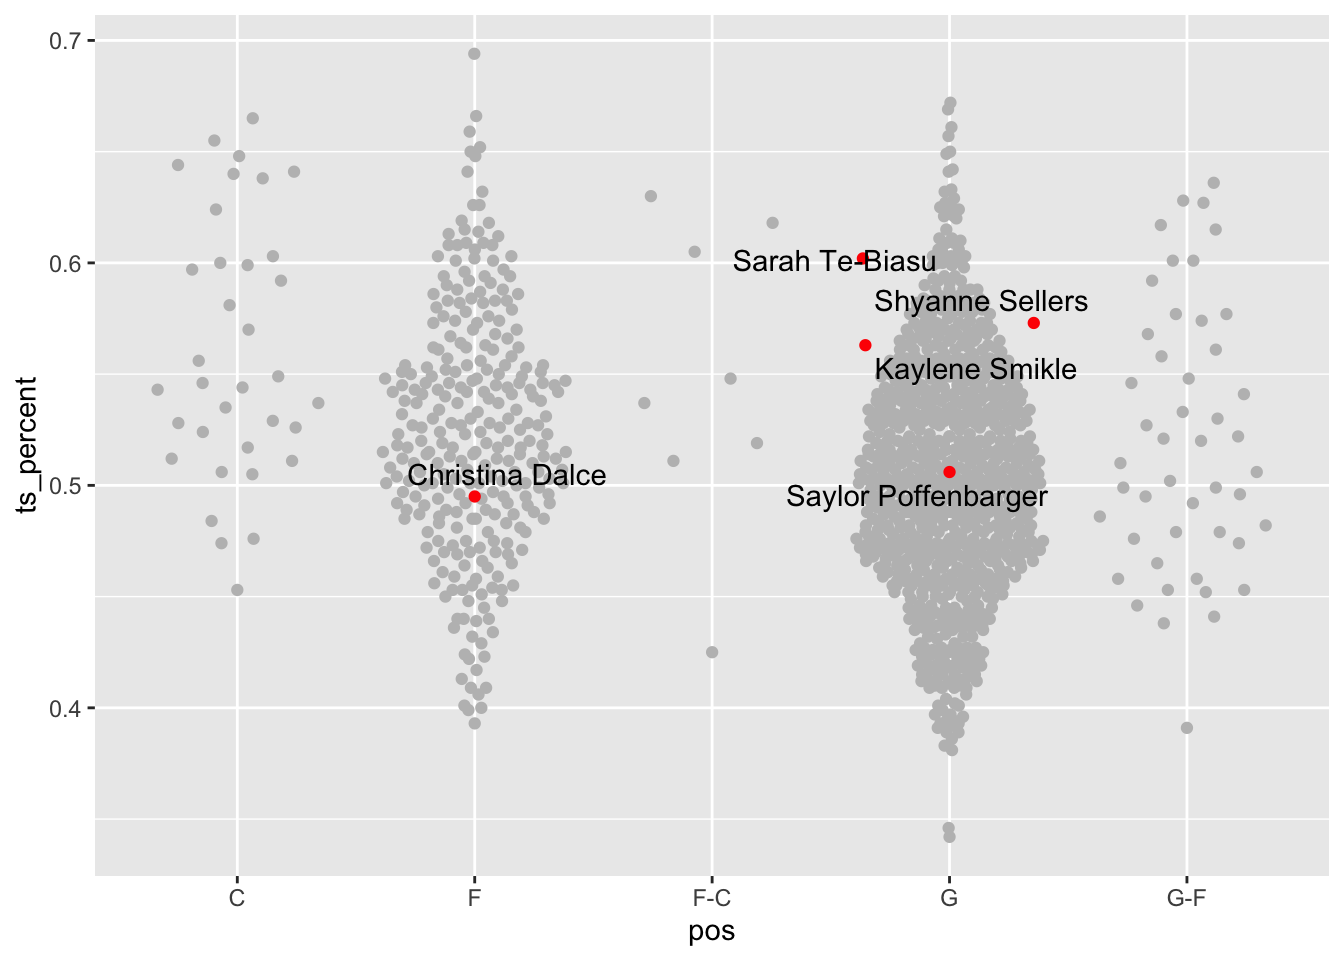 0.7
0.6
0.5
0.4
ts_percent
Sarah Te-Biasu
Shyanne Sellers
Kaylene Smikle
Christina Dalce
Saylor Poffenbarger
C
F
F-C
G
G-F
pos